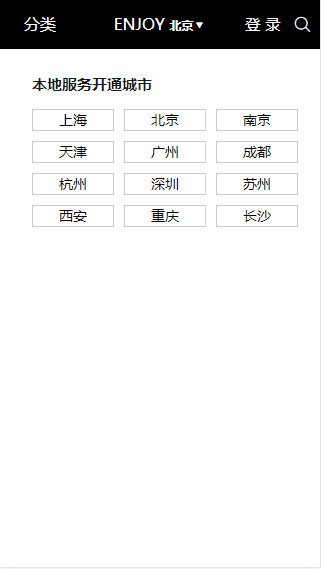 分类 ENJOY 北京 登 录
本地服务开通城市
上海 北京 南京
天津 广州 成都
杭州 深圳 苏州
西安 重庆 长沙